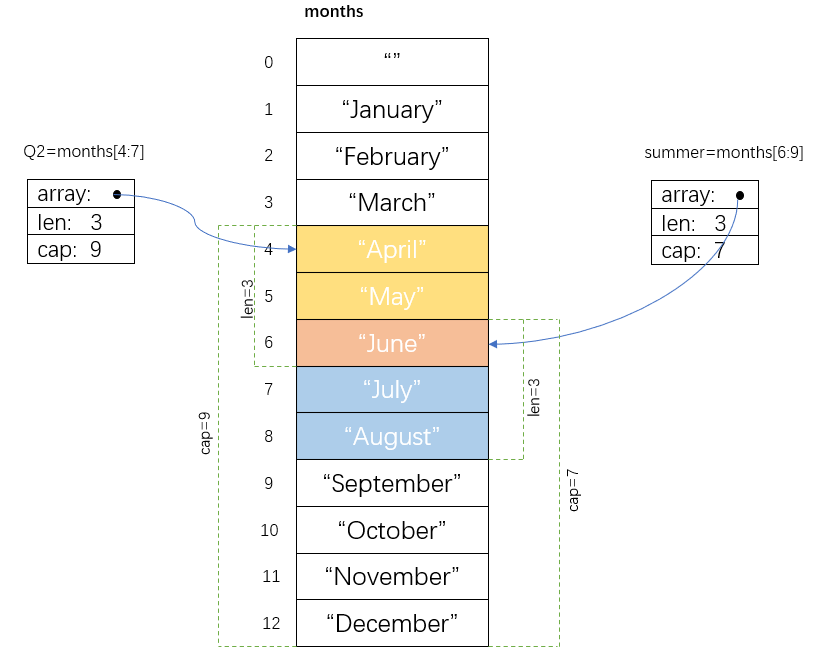 months
0 “”
1 “January”
2 “February”
3 “March”
4 “April”
5 “May”
6 “June”
7 “July”
8 “August”
9 “September”
10 “October”
11 “November”
12 “December”
Q2=months[4:7]
array:
len: 3
cap: 9
len=3
cap=9
summer=months[6:9]
array:
len: 3
cap: 7
len=3
cap=7